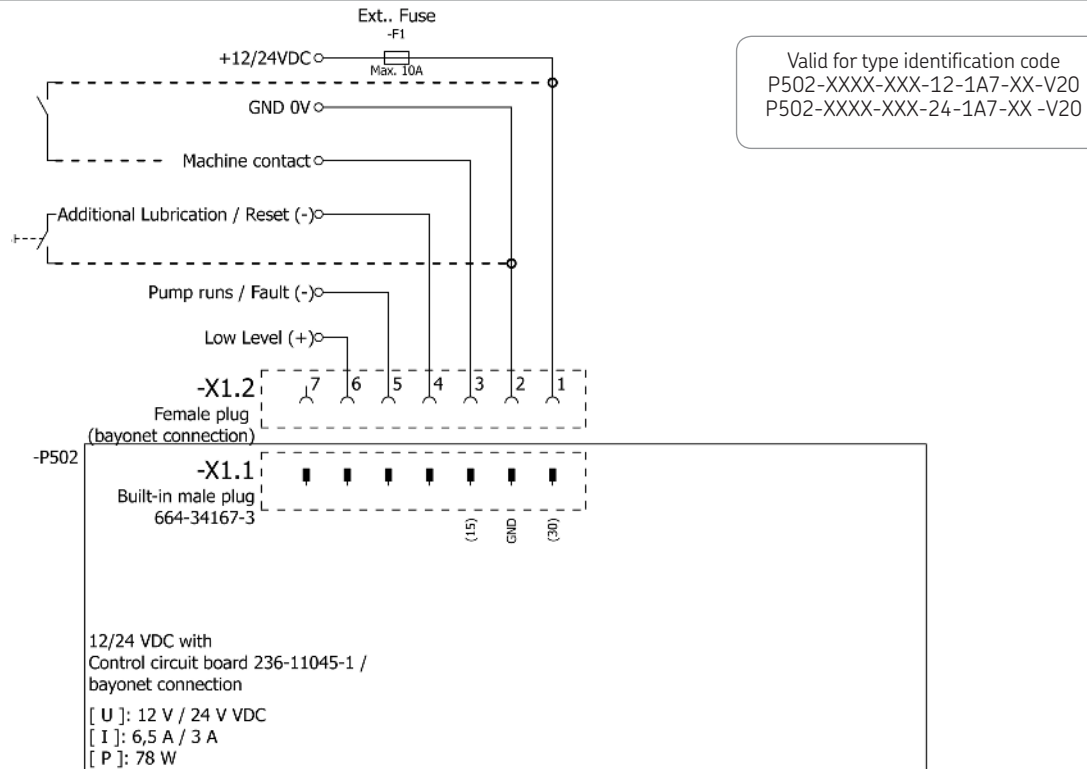 Ext.. Fuse
-F1
+12/24VDC
Max. 10A
Valid for type identification code
P502-XXXX-XXX-12-1A7-XX-V20
P502-XXXX-XXX-24-1A7-XX -V20
GND 0V
Machine contact
Additional Lubrication / Reset (-)
Pump runs / Fault (-)
Low Level (+)
-X1.2
7 6 5 4 3 2 1
Female plug
(bayonet connection)
-P502
-X1.1
Built-in male plug
664-34167-3
(15) GND (30)
12/24 VDC with
Control circuit board 236-11045-1 /
bayonet connection
[ U ]: 12 V / 24 V VDC
[ I ]: 6,5 A / 3 A
[ P ]: 78 W